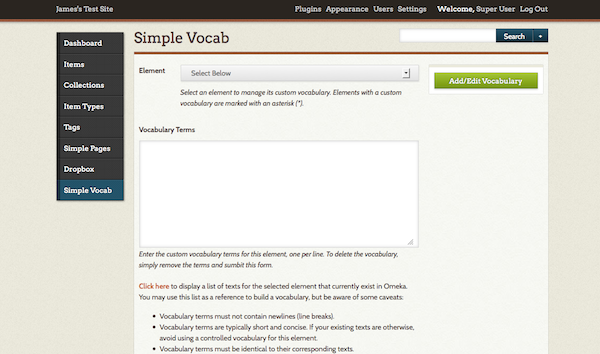 James's Test Site
Plugins Appearance Users Settings Welcome, Super User Log Out
Dashboard
Items
Collections
Item Types
Tags
Simple Pages
Dropbox
Simple Vocab
Simple Vocab
Search
Element
Select Below
Select an element to manage its custom vocabulary. Elements with a custom
vocabulary are marked with an asterisk (*).
Add/Edit Vocabulary
Vocabulary Terms
Enter the custom vocabulary terms for this element, one per line. To delete the vocabulary,
simply remove the terms and sumbit this form.
Click here to display a list of texts for the selected element that currently exist in Omeka.
You may use this list as a reference to build a vocabulary, but be aware of some caveats:
• Vocabulary terms must not contain newlines (line breaks).
• Vocabulary terms are typically short and concise. If your existing texts are otherwise,
avoid using a controlled vocabulary for this element.
• Vocabulary terms must be identical to their corresponding texts.